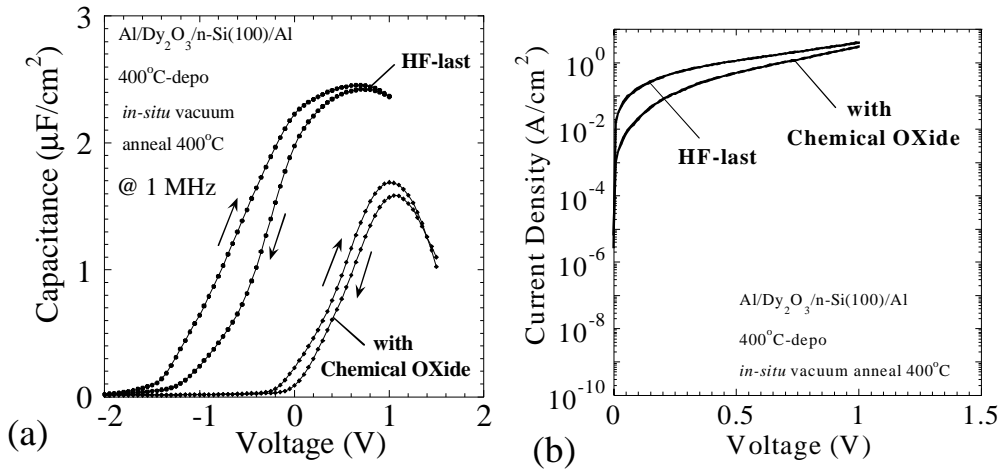 3
2
1
0
Capacitance (µF/cm²)
Al/Dy₂O₃/n-Si(100)/Al
400°C-depo
in-situ vacuum
anneal 400°C
@ 1 MHz
HF-last
with
Chemical OXide
-2
-1
0
1
2
Voltage (V)
(a)
10⁰
10⁻²
10⁻⁴
10⁻⁶
10⁻⁸
10⁻¹⁰
Current Density (A/cm²)
with
Chemical OXide
HF-last
Al/Dy₂O₃/n-Si(100)/Al
400°C-depo
in-situ vacuum anneal 400°C
0
0.5
1
1.5
Voltage (V)
(b)